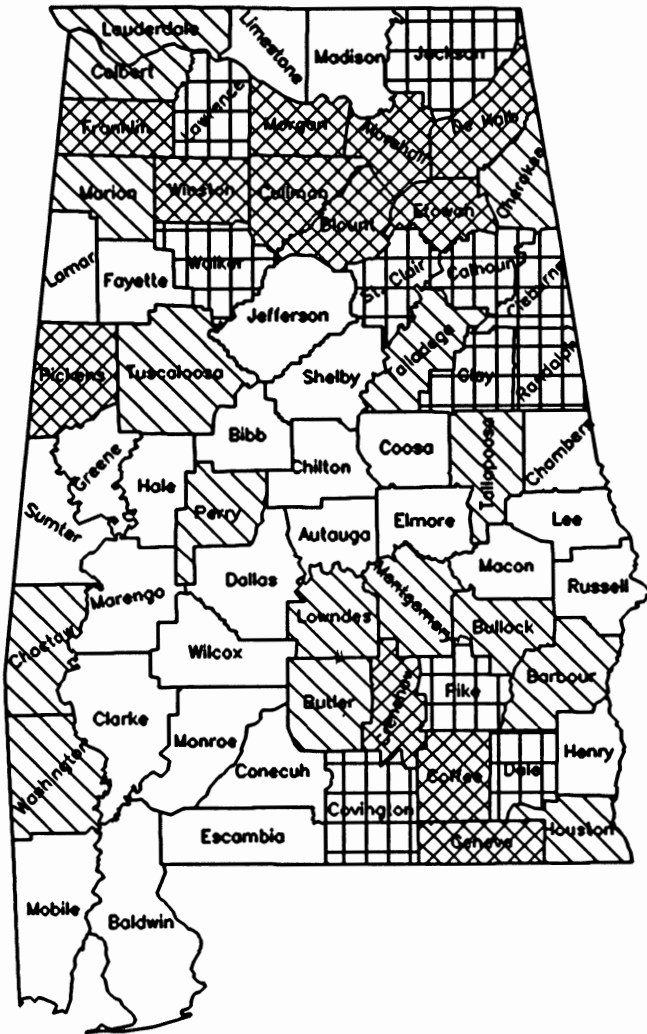 Lauderdale
Limestone
Madison
Jackson
Colbert
Lawrence
Franklin
Morgan
Marshall
De Kalb
Cherokee
Marion
Winston
Cullman
Blount
Etowah
Lamar
Fayette
Walker
St. Clair
Calhoun
Cleburne
Jefferson
Pickens
Tuscaloosa
Shelby
Talladega
Clay
Randolph
Greene
Bibb
Chilton
Coosa
Tallapoosa
Chambers
Hale
Perry
Sumter
Autauga
Elmore
Lee
Macon
Marengo
Dallas
Lowndes
Montgomery
Russell
Bullock
Choctaw
Wilcox
Butler
Crenshaw
Pike
Barbour
Clarke
Monroe
Conecuh
Washington
Coffee
Dale
Henry
Covington
Escambia
Geneva
Houston
Mobile
Baldwin